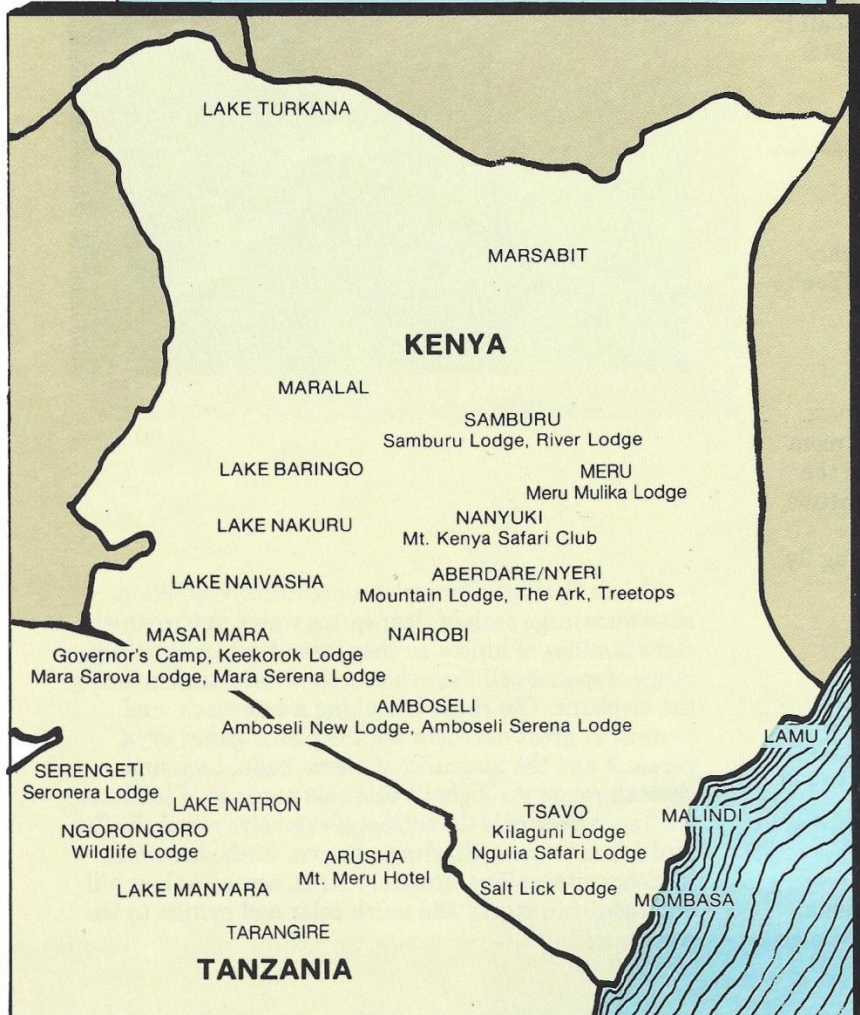 LAKE TURKANA
MARSABIT
KENYA
MARALAL
SAMBURU
Samburu Lodge, River Lodge
LAKE BARINGO
MERU
Meru Mulika Lodge
LAKE NAKURU
NANYUKI
Mt. Kenya Safari Club
LAKE NAIVASHA
ABERDARE/NYERI
Mountain Lodge, The Ark, Treetops
MASAI MARA
Governor's Camp, Keekorok Lodge
Mara Sarova Lodge, Mara Serena Lodge
NAIROBI
AMBOSELI
Amboseli New Lodge, Amboseli Serena Lodge
LAMU
SERENGETI
Seronera Lodge
LAKE NATRON
NGORONGORO
Wildlife Lodge
TSAVO
Kilaguni Lodge
Ngulia Safari Lodge
Salt Lick Lodge
MALINDI
ARUSHA
Mt. Meru Hotel
LAKE MANYARA
MOMBASA
TARANGIRE
TANZANIA